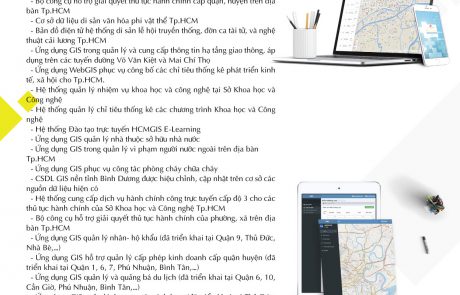 - Bộ công cụ hỗ trợ giải quyết thủ tục hành chính cấp quận, huyện trên địa
bàn Tp.HCM
- Cơ sở dữ liệu di sản văn hóa phi vật thể Tp.HCM
- Bản đồ điện tử hệ thống di sản lễ hội truyền thống, đờn ca tài tử, và nghệ
thuật cải lương Tp.HCM
- Ứng dụng GIS trong quản lý và cung cấp thông tin hạ tầng giao thông, áp
dụng trên các tuyến đường Võ Văn Kiệt và Mai Chí Thọ
- Ứng dụng WebGIS phục vụ công bố các chỉ tiêu thống kê phát triển kinh
tế, xã hội cho Tp.HCM.
- Hệ thống quản lý nhiệm vụ khoa học và công nghệ tại Sở Khoa học và
Công nghệ
- Hệ thống quản lý chỉ tiêu thống kê các chương trình Khoa học và Công
nghệ
- Hệ thống Đào tạo trực tuyến HCMGIS E-Learning
- Ứng dụng GIS quản lý nhà thuộc sở hữu nhà nước
- Ứng dụng GIS trong quản lý vi phạm người nước ngoài trên địa bàn
Tp.HCM
- Ứng dụng GIS phục vụ công tác phòng cháy chữa cháy
- CSDL GIS nền tỉnh Bình Dương được hiệu chỉnh, cập nhật trên cơ sở các
nguồn dữ liệu hiện có
- Hệ thống cung cấp dịch vụ hành chính công trực tuyến cấp độ 3 cho các
thủ tục hành chính của Sở Khoa học và Công nghệ Tp.HCM
- Bộ công cụ hỗ trợ giải quyết thủ tục hành chính của phường, xã trên địa
bàn Tp.HCM
- Ứng dụng GIS quản lý nhân- hộ khẩu (đã triển khai tại Quận 9, Thủ Đức,
Nhà Bè,...)
- Ứng dụng GIS hỗ trợ quản lý cấp phép kinh doanh cấp quận huyện (đã
triển khai tại Quận 1, 6, 7, Phú Nhuận, Bình Tân,...)
- Ứng dụng GIS quản lý và quảng bá du lịch (đã triển khai tại Quận 6, 10,
Cần Giờ, Phú Nhuận, Bình Tân,...)